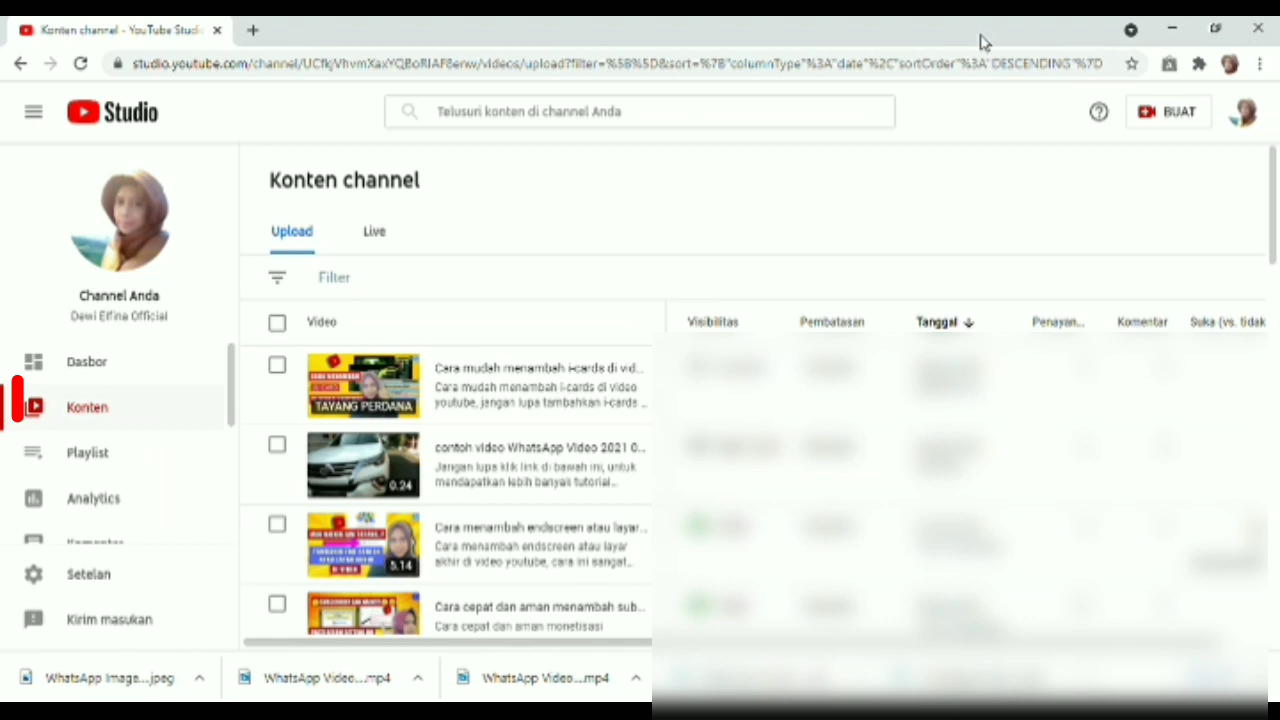 Konten channel - YouTube Studi
studio.youtube.com/channel/UCfkjVhvmXaxYQBoRIAF8erw/videos/upload?filter=%5B%5D&sort=%7B"columnType"%3A"date"%2C"sortOrder"%3A"DESCENDING"%7D
Studio
Telusuri konten di channel Anda
BUAT
Konten channel
Upload
Live
Filter
Channel Anda
Dewi Elfina Official
Dasbor
Konten
Playlist
Analytics
Komentar
Setelan
Kirim masukan
Video
Visibilitas
Pembatasan
Tanggal
Penayan...
Komentar
Suka (vs. tidak
TAYANG PERDANA
Cara mudah menambah i-cards di vid...
Cara mudah menambah i-cards di video
youtube, jangan lupa tambahkan i-cards ...
0.24
contoh video WhatsApp Video 2021 0...
Jangan lupa klik link di bawah ini, untuk
mendapatkan lebih banyak tutorial...
5.14
Cara menambah endscreen atau layar...
Cara menambah endscreen atau layar
akhir di video youtube, cara ini sangat...
Cara cepat dan aman menambah sub...
Cara cepat dan aman monetisasi
WhatsApp Image....jpeg
WhatsApp Video....mp4
WhatsApp Video....mp4